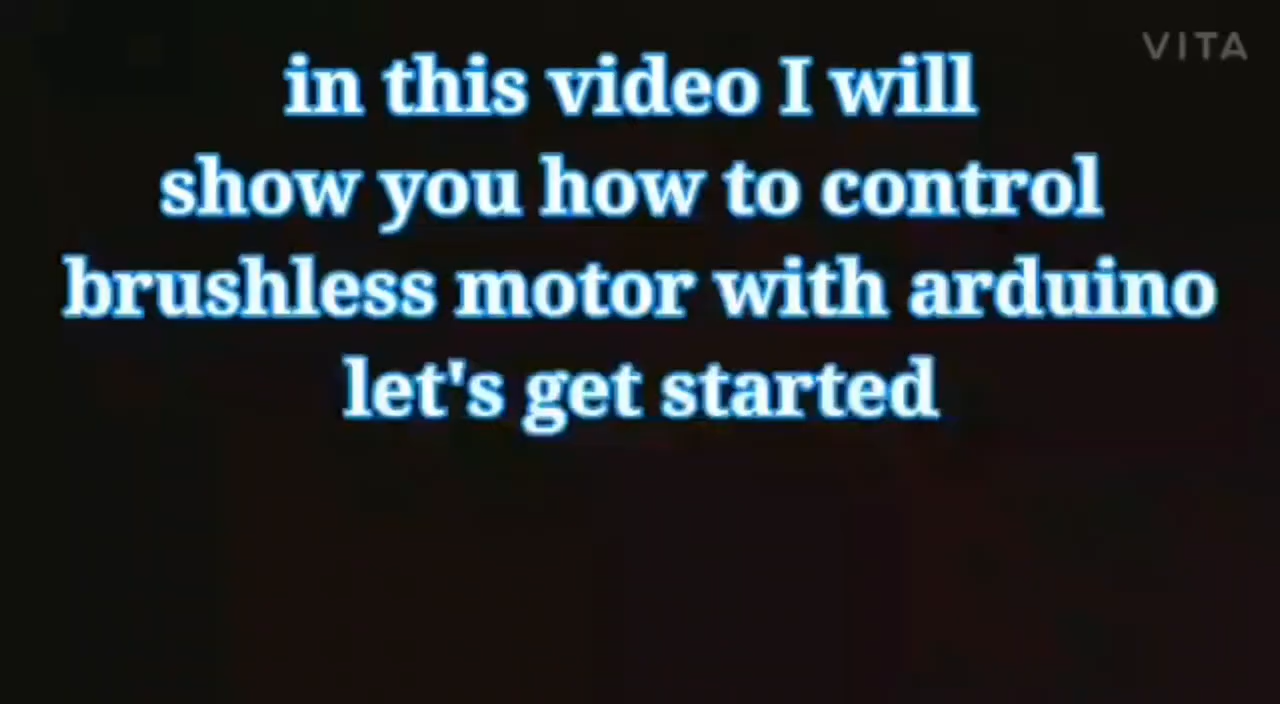 VITA
in this video I will
show you how to control
brushless motor with arduino
let's get started